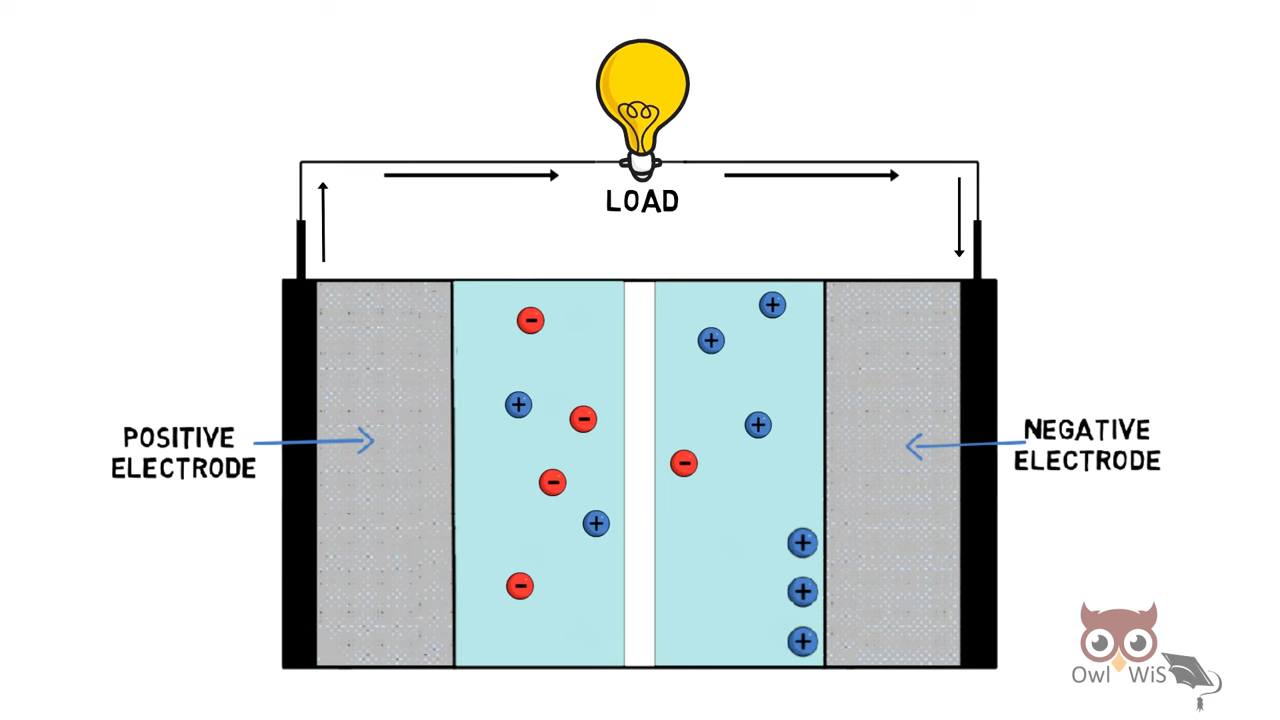 LOAD
POSITIVE
ELECTRODE
NEGATIVE
ELECTRODE
Owl WiS